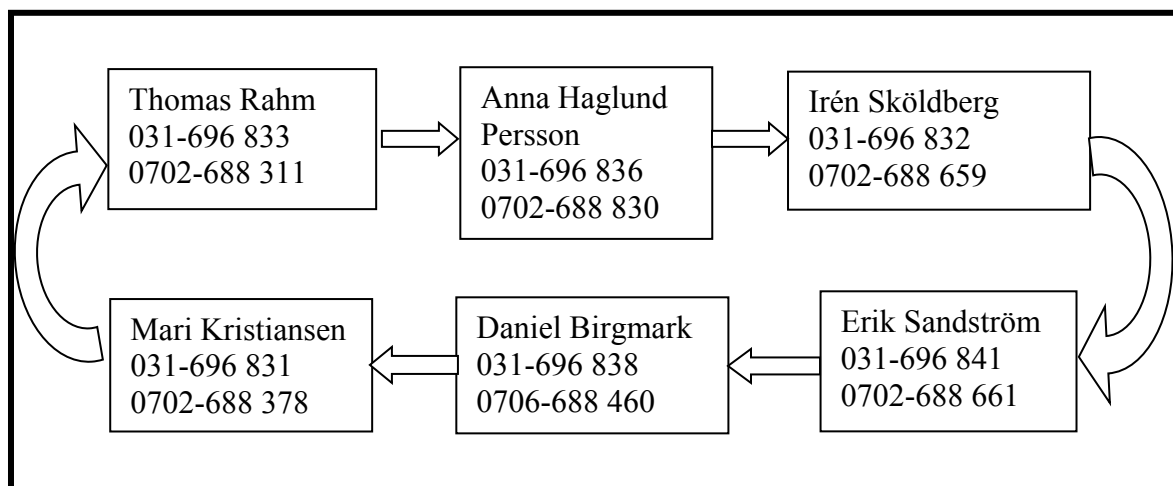 Thomas Rahm
031-696 833
0702-688 311
Anna Haglund
Persson
031-696 836
0702-688 830
Irén Sköldberg
031-696 832
0702-688 659
Erik Sandström
031-696 841
0702-688 661
Daniel Birgmark
031-696 838
0706-688 460
Mari Kristiansen
031-696 831
0702-688 378